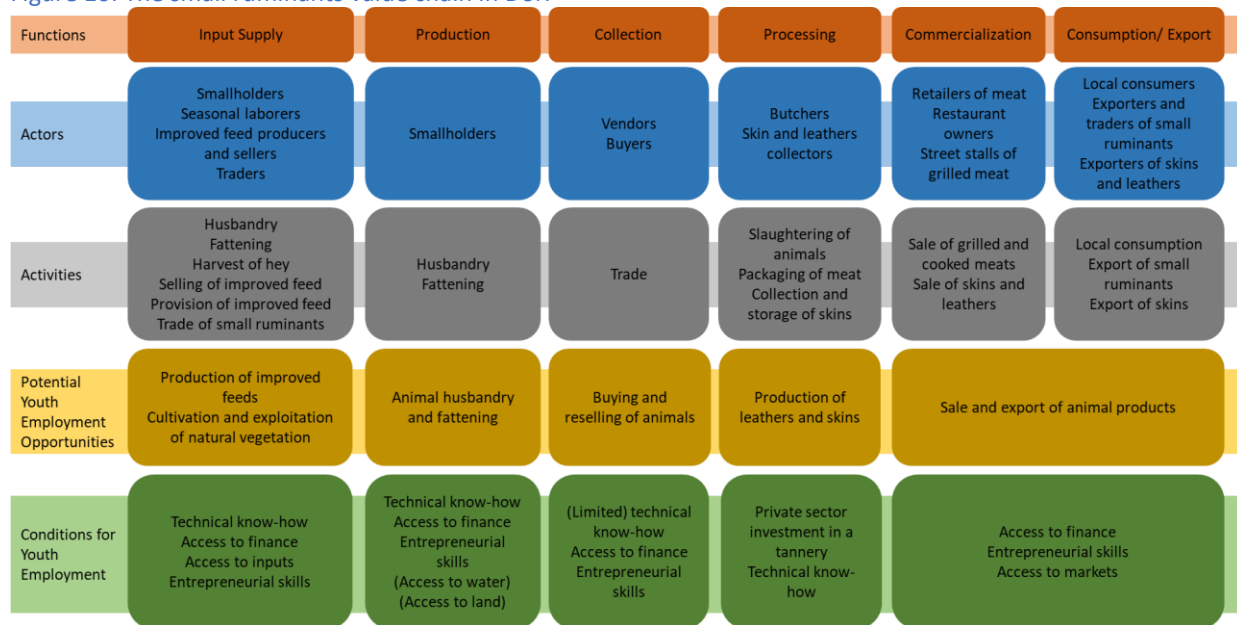 Figure The small ruminants value chain in
Functions
Input Supply
Production
Collection
Processing
Commercialization
Consumption/ Export
Actors
Smallholders
Seasonal laborers
Improved feed producers
and sellers
Traders
Smallholders
Vendors
Buyers
Butchers
Skin and leathers
collectors
Retailers of meat
Restaurant
owners
Street stalls of
grilled meat
Local consumers
Exporters and
traders of small
ruminants
Exporters of skins
and leathers
Activities
Husbandry
Fattening
Harvest of hey
Selling of improved feed
Provision of improved feed
Trade of small ruminants
Husbandry
Fattening
Trade
Slaughtering of
animals
Packaging of meat
Collection and
storage of skins
Sale of grilled and
cooked meats
Sale of skins and
leathers
Local consumption
Export of small
ruminants
Export of skins
Potential
Youth
Employment
Opportunities
Production of improved
feeds
Cultivation and exploitation
of natural vegetation
Animal husbandry
and fattening
Buying and
reselling of animals
Production of
leathers and skins
Sale and export of animal products
Conditions for
Youth
Employment
Technical know-how
Access to finance
Access to inputs
Entrepreneurial skills
Technical know-how
Access to finance
Entrepreneurial
skills
(Access to water)
(Access to land)
(Limited) technical
know-how
Access to finance
Entrepreneurial
skills
Private sector
investment in a
tannery
Technical know-
how
Access to finance
Entrepreneurial skills
Access to markets